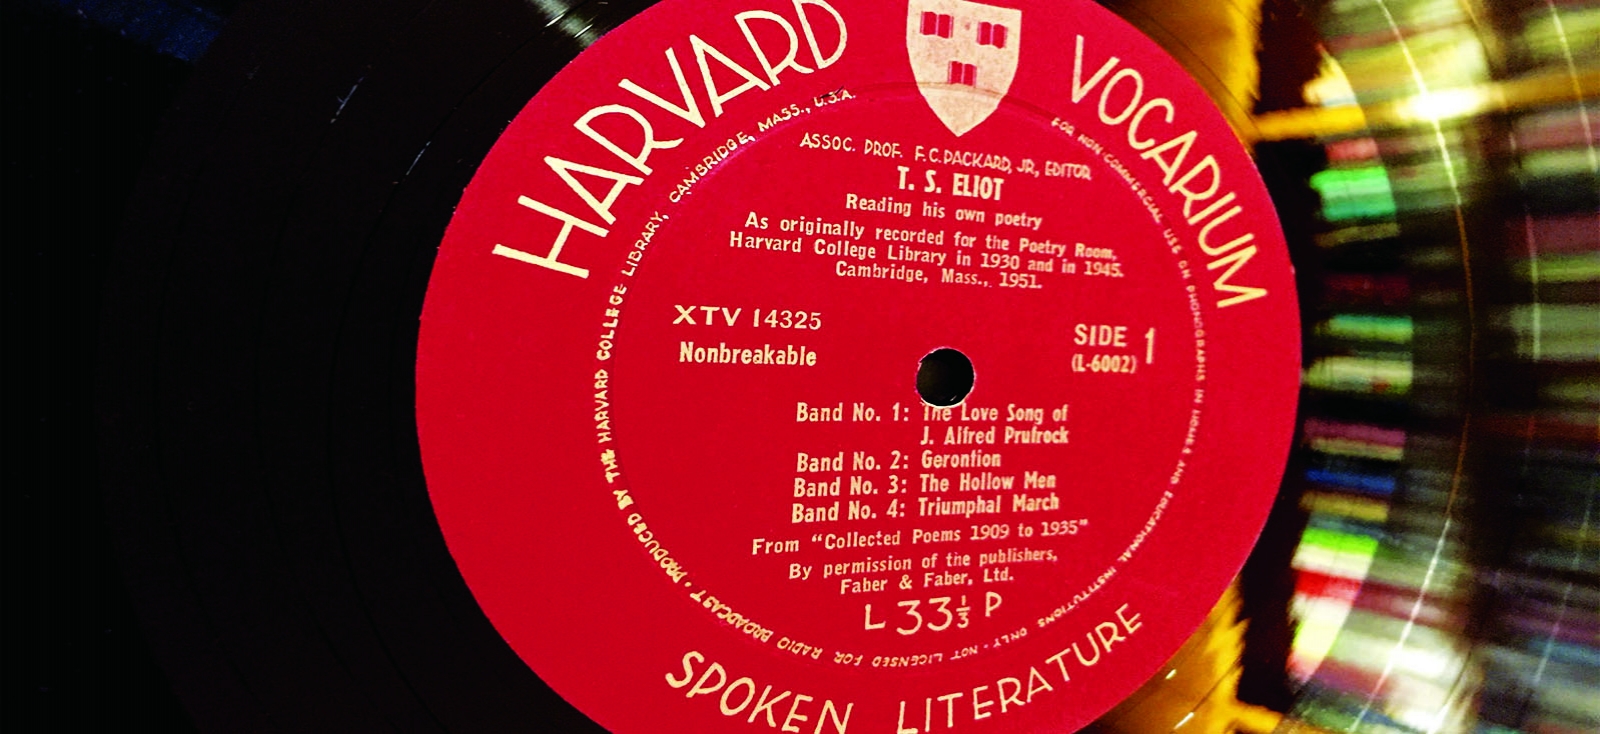 HARVARD VOCARIUM
PRODUCED BY THE HARVARD COLLEGE LIBRARY, CAMBRIDGE, MASS., U.S.A.
FOR NON-COMMERCIAL USE ON PHONOGRAPHS IN HOMES AND EDUCATIONAL INSTITUTIONS ONLY • NOT LICENSED FOR RADIO BROADCAST •
ASSOC. PROF. F.C. PACKARD, JR, EDITOR
T. S. ELIOT
Reading his own poetry
As originally recorded for the Poetry Room,
Harvard College Library in 1930 and in 1945.
Cambridge, Mass., 1951.
XTV 14325
Nonbreakable
SIDE 1
(L-6002)
Band No. 1: The Love Song of
J. Alfred Prufrock
Band No. 2: Gerontion
Band No. 3: The Hollow Men
Band No. 4: Triumphal March
From "Collected Poems 1909 to 1935"
By permission of the publishers,
Faber & Faber, Ltd.
L 33⅓ P
SPOKEN LITERATURE